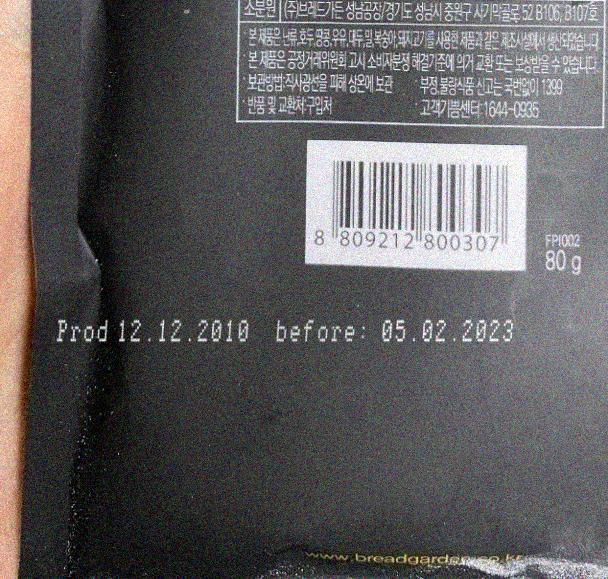 소분원 (주)브레드가든 성남공장/경기도 성남시 중원구 사기막골로 52 B106, B107호
· 본 제품은 난류, 호두, 땅콩, 우유, 대두, 밀, 복숭아, 돼지고기를 사용한 제품과 같은 제조시설에서 생산되었습니다.
· 본 제품은 공정거래위원회 고시 소비자분쟁 해결기준에 의거 교환 또는 보상받을 수 있습니다.
· 보관방법:직사광선을 피해 상온에 보관 · 부정,불량식품 신고는 국번없이 1399
· 반품 및 교환처:구입처 · 고객기쁨센터:1644-0935
8 809212 800307
FPI002
80 g
Prod 12.12.2010 before: 05.02.2023
www.breadgarden.co.kr